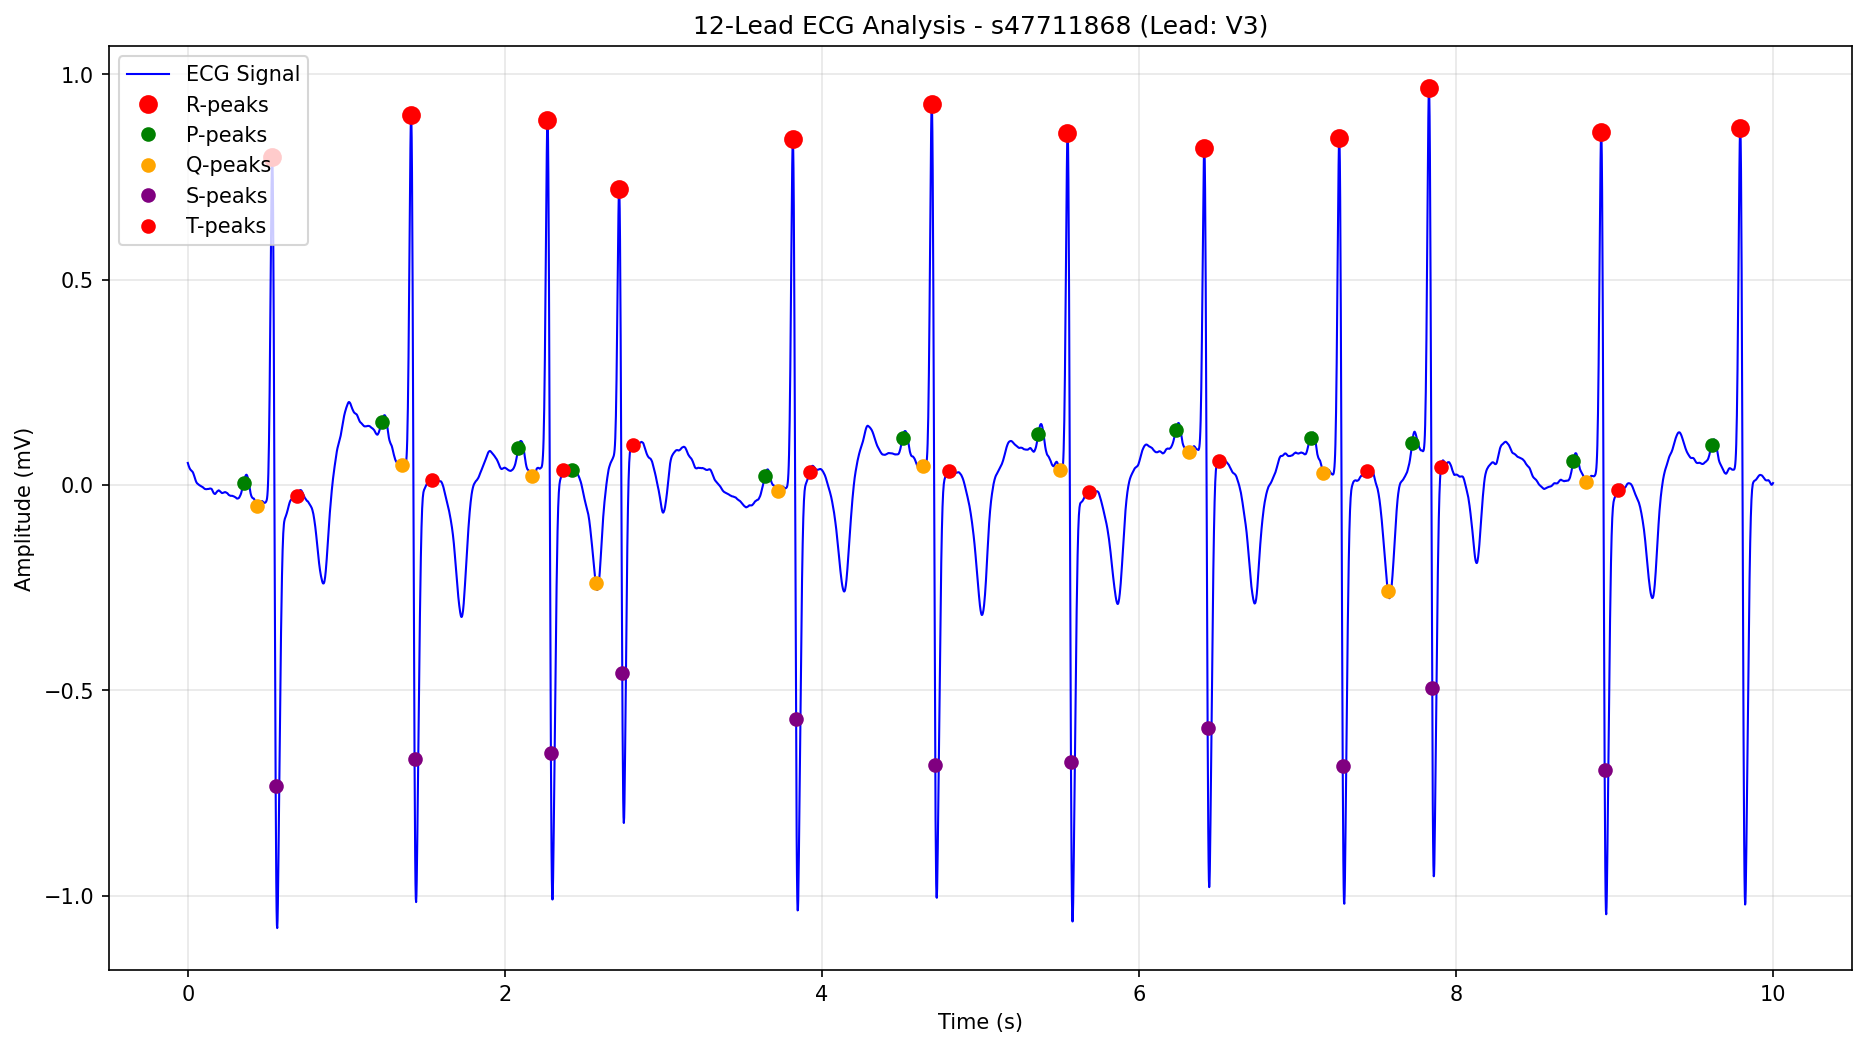 12-Lead ECG Analysis - s47711868 (Lead: V3)
ECG Signal
R-peaks
P-peaks
Q-peaks
S-peaks
T-peaks
Amplitude (mV)
1.0
0.5
0.0
−0.5
−1.0
0 2 4 6 8 10
Time (s)